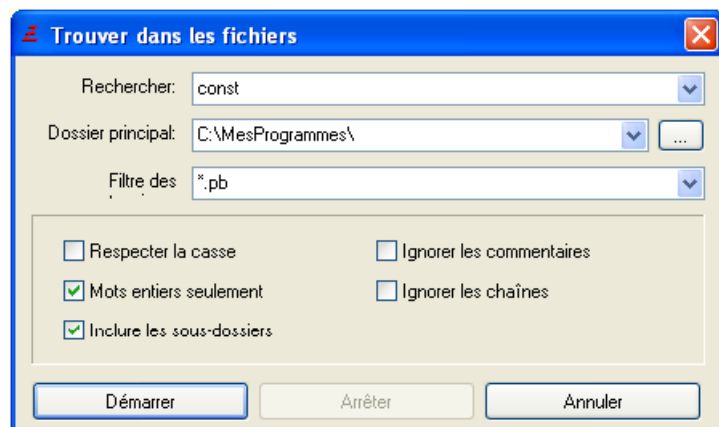 Trouver dans les fichiers
Rechercher: const
Dossier principal: C:\MesProgrammes\ ...
Filtre des *.pb
Respecter la casse Ignorer les commentaires
Mots entiers seulement Ignorer les chaînes
Inclure les sous-dossiers
Démarrer Arrêter Annuler